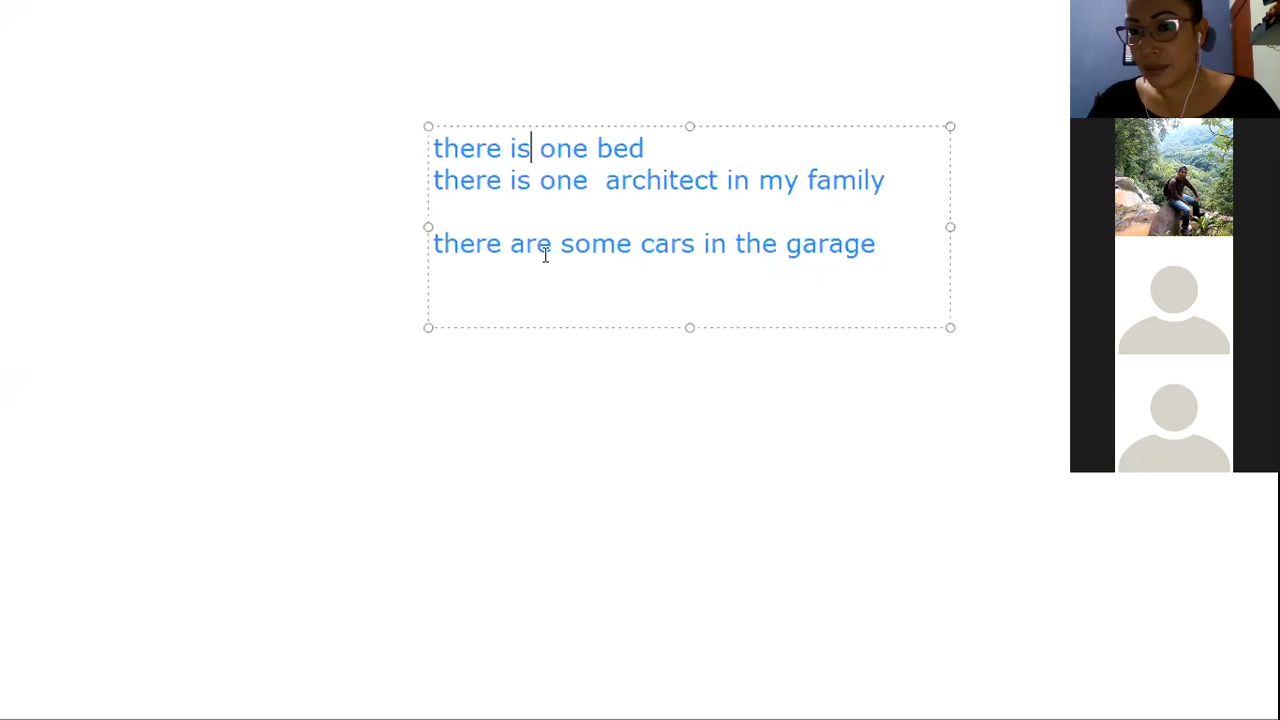 there is one bed
there is one  architect in my family
there are some cars in the garage